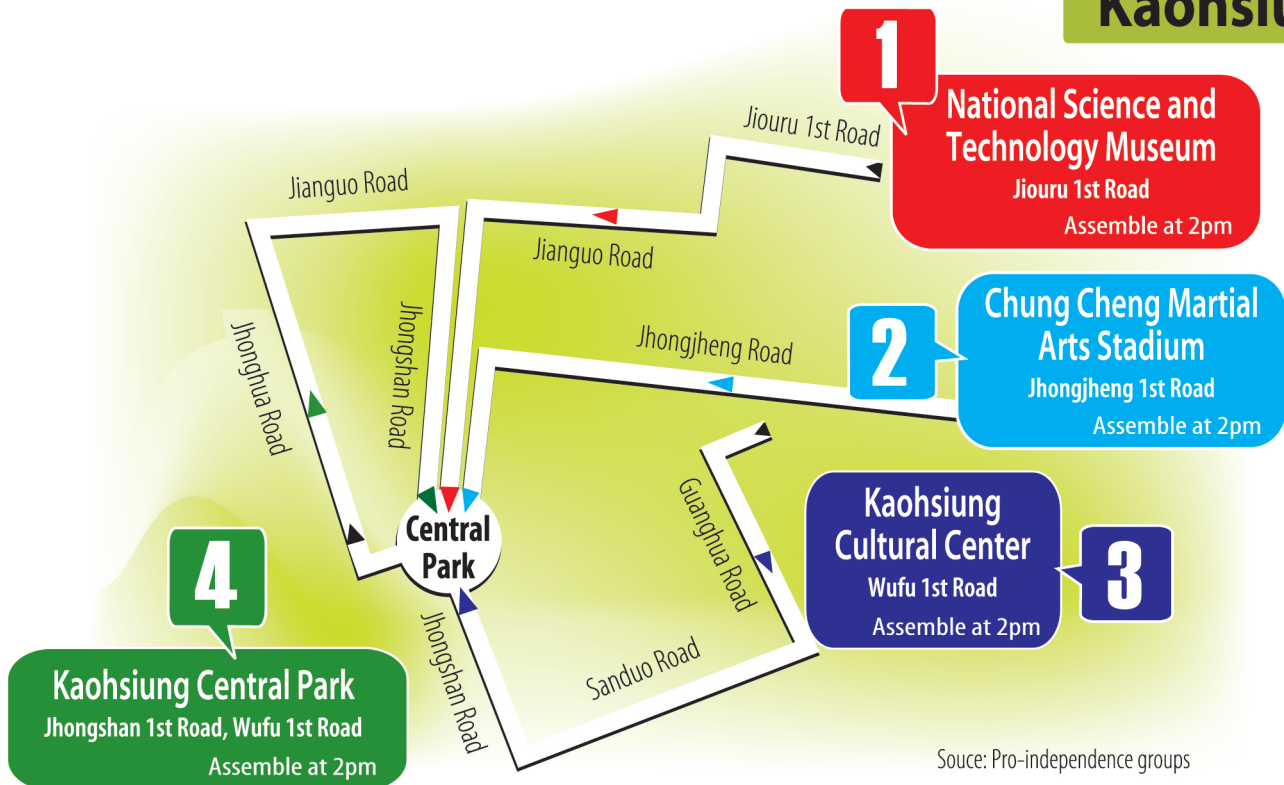 1
National Science and
Technology Museum
Jiouru 1st Road
Assemble at 2pm
Jiouru 1st Road
Jianguo Road
Jianguo Road
Jhongshan Road
Jhonghua Road
Jhongjheng Road
2
Chung Cheng Martial
Arts Stadium
Jhongjheng 1st Road
Assemble at 2pm
Guanghua Road
Kaohsiung
Cultural Center
Wufu 1st Road
Assemble at 2pm
3
Central
Park
Jhongshan Road
Sanduo Road
4
Kaohsiung Central Park
Jhongshan 1st Road, Wufu 1st Road
Assemble at 2pm
Souce: Pro-independence groups